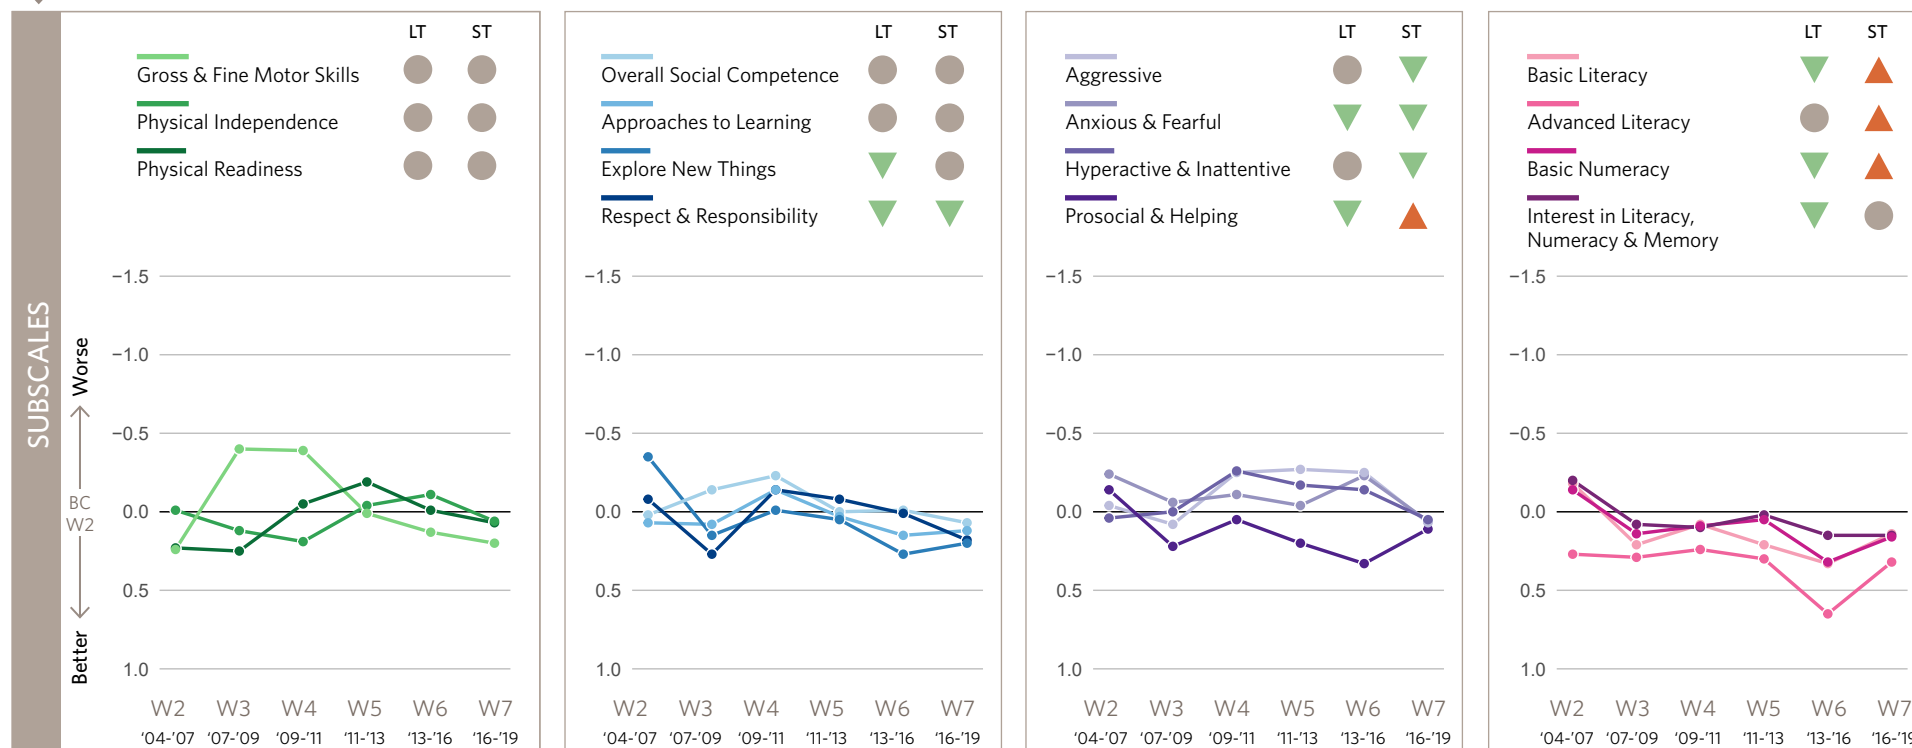 SUBSCALES
Worse
BC
W2
Better
LT ST
Gross & Fine Motor Skills
Physical Independence
Physical Readiness
−1.5
−1.0
−0.5
0.0
0.5
1.0
W2 W3 W4 W5 W6 W7
‘04-’07 ‘07-’09 ‘09-’11 ‘11-’13 ‘13-’16 ‘16-’19
LT ST
Overall Social Competence
Approaches to Learning
Explore New Things
Respect & Responsibility
−1.5
−1.0
−0.5
0.0
0.5
1.0
W2 W3 W4 W5 W6 W7
‘04-’07 ‘07-’09 ‘09-’11 ‘11-’13 ‘13-’16 ‘16-’19
LT ST
Aggressive
Anxious & Fearful
Hyperactive & Inattentive
Prosocial & Helping
−1.5
−1.0
−0.5
0.0
0.5
1.0
W2 W3 W4 W5 W6 W7
‘04-’07 ‘07-’09 ‘09-’11 ‘11-’13 ‘13-’16 ‘16-’19
LT ST
Basic Literacy
Advanced Literacy
Basic Numeracy
Interest in Literacy,
Numeracy & Memory
−1.5
−1.0
−0.5
0.0
0.5
1.0
W2 W3 W4 W5 W6 W7
‘04-’07 ‘07-’09 ‘09-’11 ‘11-’13 ‘13-’16 ‘16-’19